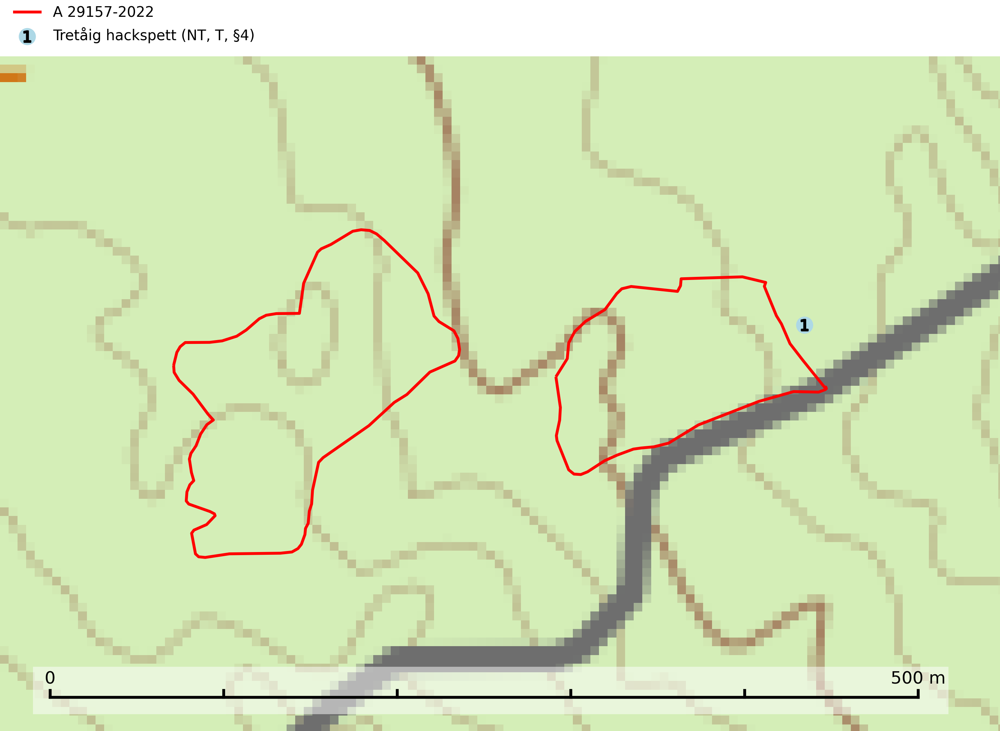 A 29157-2022
1 Tretåig hackspett (NT, T, §4)
1
0 500 m